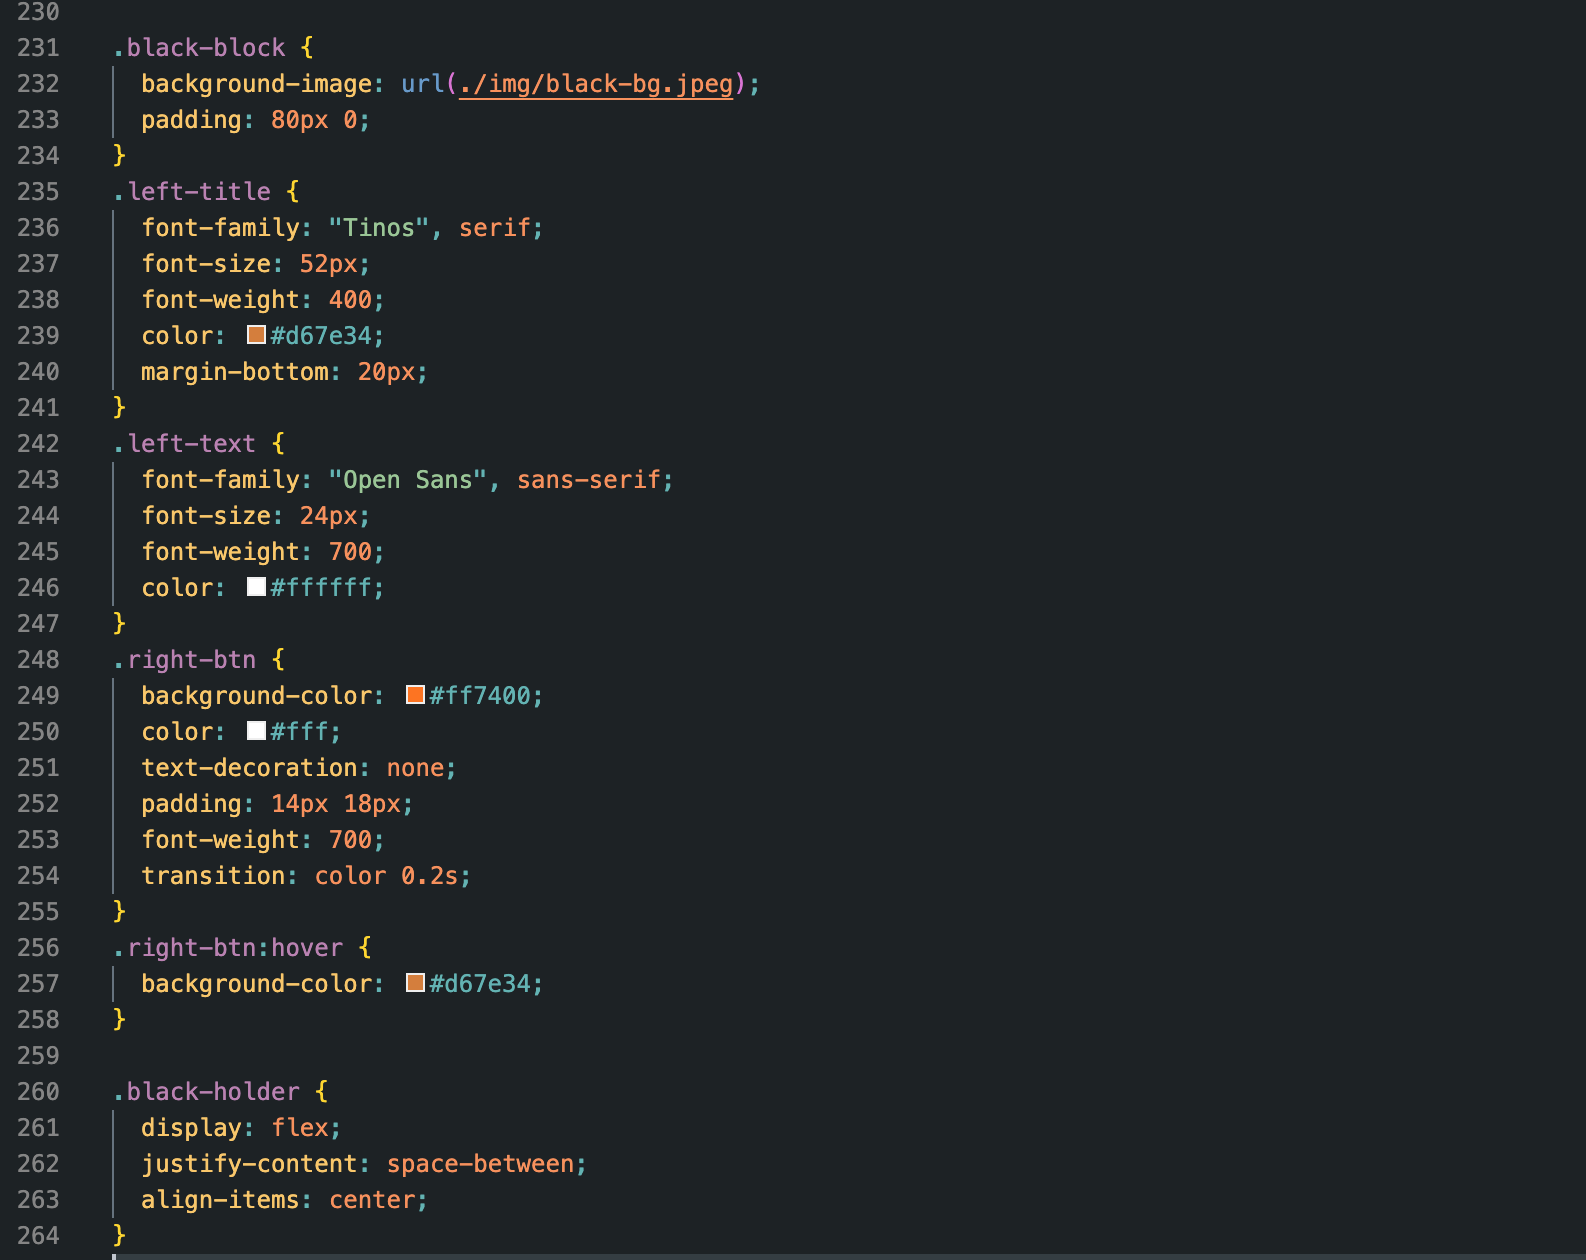 230
231 .black-block {
232 background-image: url(./img/black-bg.jpeg);
233 padding: 80px 0;
234 }
235 .left-title {
236 font-family: "Tinos", serif;
237 font-size: 52px;
238 font-weight: 400;
239 color: #d67e34;
240 margin-bottom: 20px;
241 }
242 .left-text {
243 font-family: "Open Sans", sans-serif;
244 font-size: 24px;
245 font-weight: 700;
246 color: #ffffff;
247 }
248 .right-btn {
249 background-color: #ff7400;
250 color: #fff;
251 text-decoration: none;
252 padding: 14px 18px;
253 font-weight: 700;
254 transition: color 0.2s;
255 }
256 .right-btn:hover {
257 background-color: #d67e34;
258 }
259
260 .black-holder {
261 display: flex;
262 justify-content: space-between;
263 align-items: center;
264 }